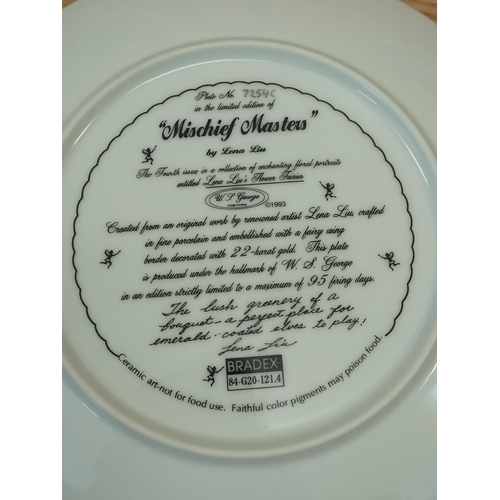 Plate No. 7254C
in the limited edition of
"Mischief Masters"
by Lena Liu
The Fourth issue in a collection of enchanting floral portraits
entitled Lena Liu's Flower Fairies
W. S. George
©1993
Created from an original work by renowned artist Lena Liu, crafted
in fine porcelain and embellished with a fairy wing
border decorated with 22-karat gold. This plate
is produced under the hallmark of W. S. George
in an edition strictly limited to a maximum of 95 firing days.
The lush greenery of a
bouquet-a perfect place for
emerald-coated elves to play!
Lena Liu
BRADEX
84-G20-121.4
Ceramic art-not for food use. Faithful color pigments may poison food.